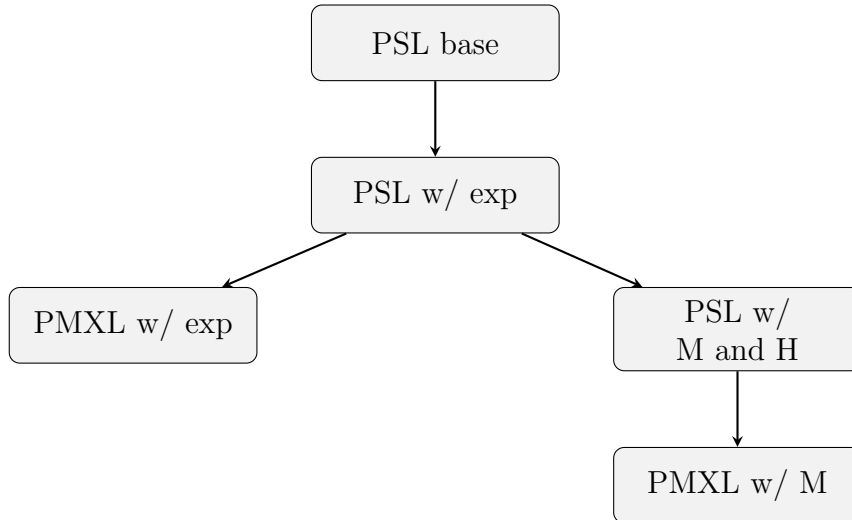 PSL base
PSL w/ exp
PMXL w/ exp
PSL w/
M and H
PMXL w/ M